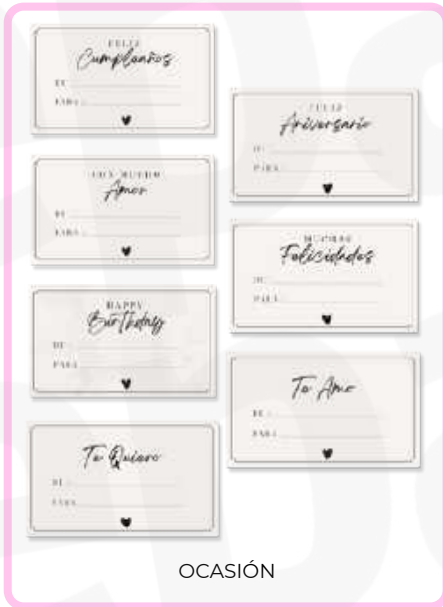 FELIZ
Cumpleaños
DE :
PARA :
CON MUCHO
Amor
DE :
PARA :
HAPPY
Birthday
DE :
PARA :
Te Quiero
DE :
PARA :
FELIZ
Aniversario
DE :
PARA :
MUCHAS
Felicidades
DE :
PARA :
Te Amo
DE :
PARA :
OCASIÓN